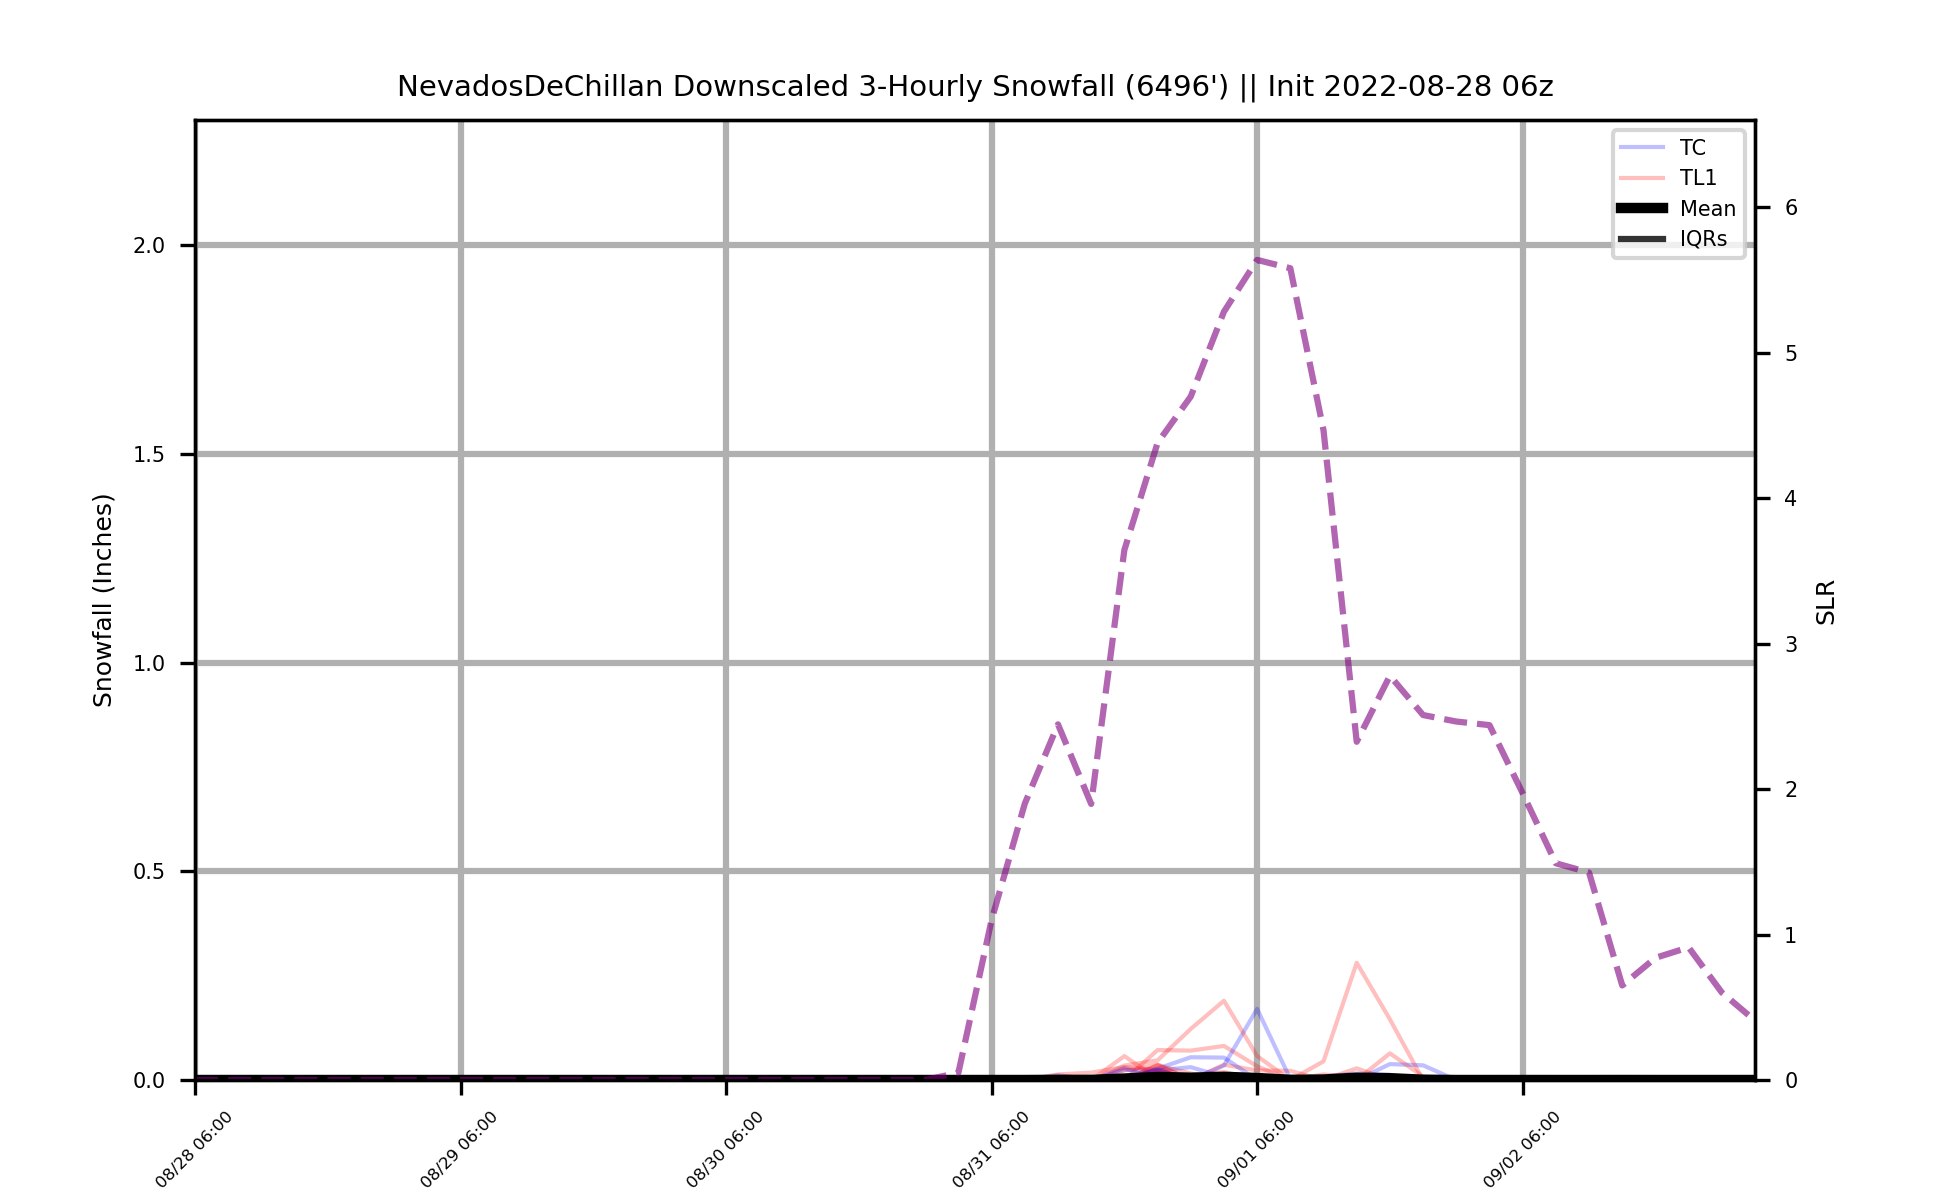 NevadosDeChillan Downscaled 3-Hourly Snowfall (6496') || Init 2022-08-28 06z
TC
TL1
Mean
IQRs
Snowfall (Inches)
2.0
1.5
1.0
0.5
0.0
6
5
4
3
2
1
0
SLR
08/28 06:00
08/29 06:00
08/30 06:00
08/31 06:00
09/01 06:00
09/02 06:00